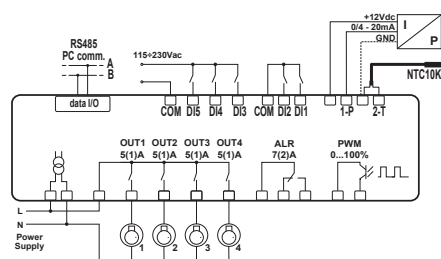 +12Vdc
0/4 - 20mA
GND
I
P
NTC10K
RS485
PC comm.
A
B
115÷230Vac
data I/O
COM DI5 DI4 DI3
COM DI2 DI1
1-P
2-T
OUT1 OUT2 OUT3 OUT4
5(1)A 5(1)A 5(1)A 5(1)A
ALR
7(2)A
PWM
0...100%
L
N
Power
Supply
1 2 3 4